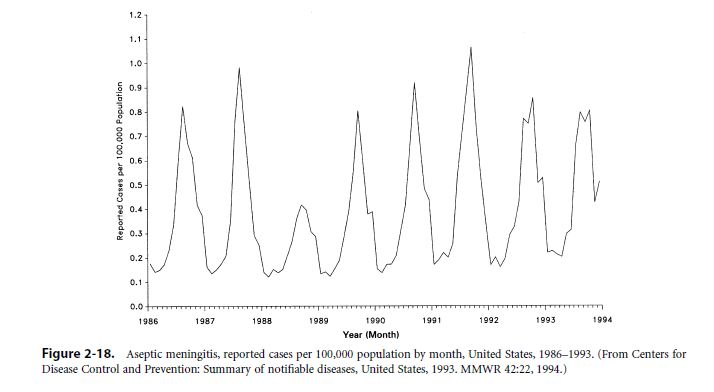 1.2
1.1
1.0
0.9
0.8
0.7
0.6
0.5
0.4
0.3
0.2
0.1
0.0
Reported Cases per 100,000 Population
1986 1987 1988 1989 1990 1991 1992 1993 1994
Year (Month)
Figure 2-18. Aseptic meningitis, reported cases per 100,000 population by month, United States, 1986–1993. (From Centers for
Disease Control and Prevention: Summary of notifiable diseases, United States, 1993. MMWR 42:22, 1994.)